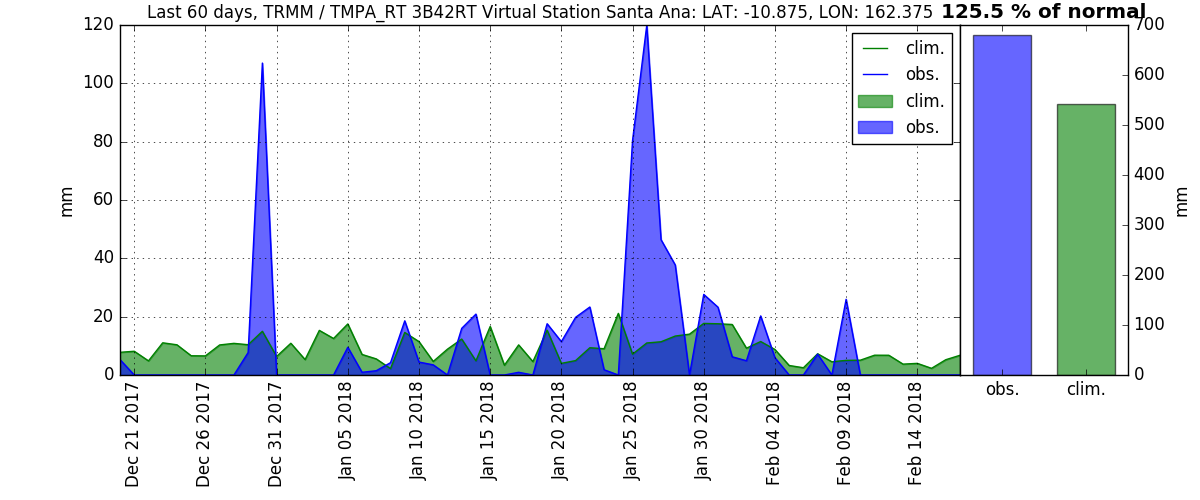 Last 60 days, TRMM / TMPA_RT 3B42RT Virtual Station Santa Ana: LAT: -10.875, LON: 162.375 125.5 % of normal
120
100
80
60
40
20
0
mm
clim.
obs.
clim.
obs.
700
600
500
400
300
200
100
0
mm
Dec 21 2017
Dec 26 2017
Dec 31 2017
Jan 05 2018
Jan 10 2018
Jan 15 2018
Jan 20 2018
Jan 25 2018
Jan 30 2018
Feb 04 2018
Feb 09 2018
Feb 14 2018
obs.
clim.